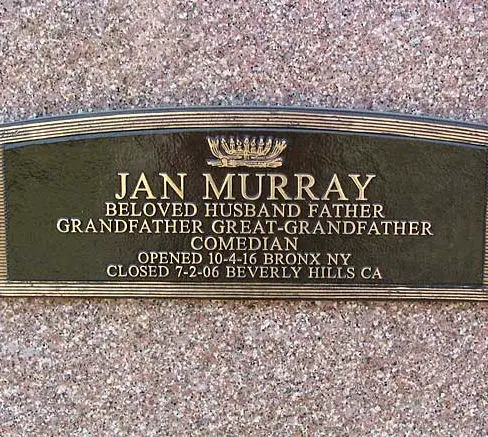 JAN MURRAY
BELOVED HUSBAND FATHER
GRANDFATHER GREAT-GRANDFATHER
COMEDIAN
OPENED 10-4-16 BRONX NY
CLOSED 7-2-06 BEVERLY HILLS CA